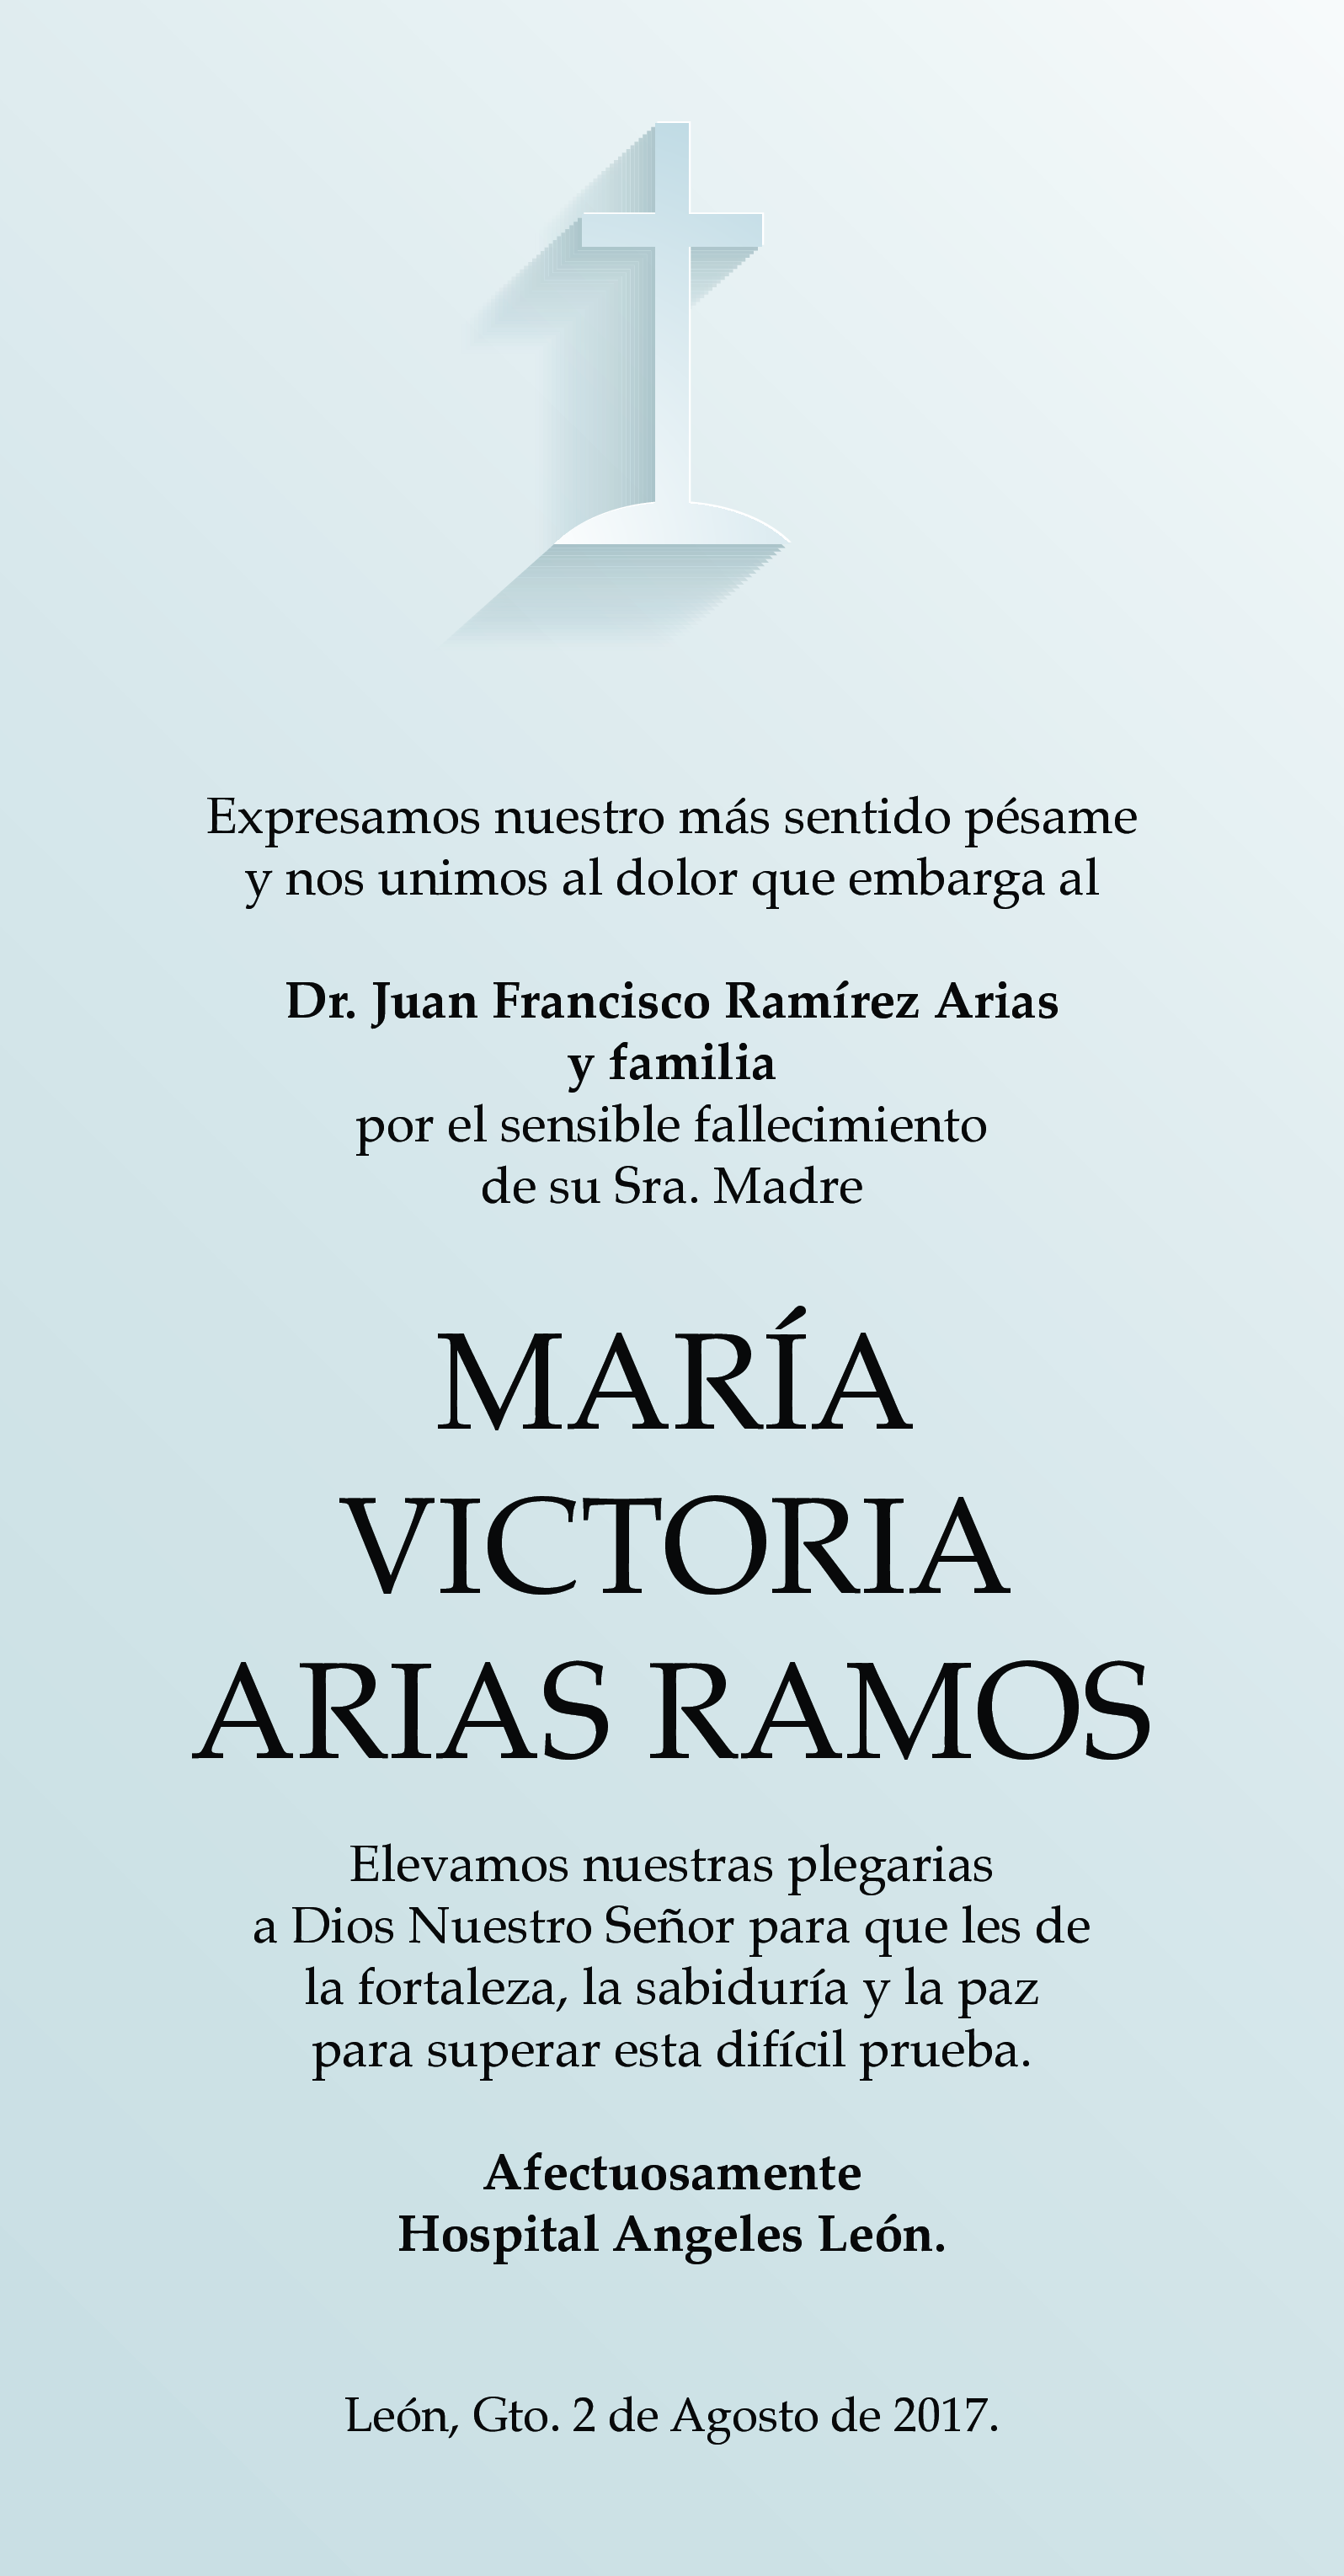 Expresamos nuestro más sentido pésame
y nos unimos al dolor que embarga al
Dr. Juan Francisco Ramírez Arias
y familia
por el sensible fallecimiento
de su Sra. Madre
MARÍA
VICTORIA
ARIAS RAMOS
Elevamos nuestras plegarias
a Dios Nuestro Señor para que les de
la fortaleza, la sabiduría y la paz
para superar esta difícil prueba.
Afectuosamente
Hospital Angeles León.
León, Gto. 2 de Agosto de 2017.